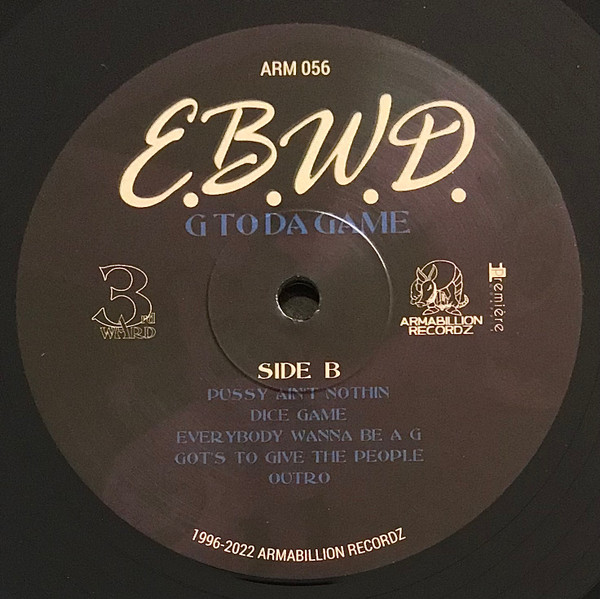 ARM 056
E.B.W.D.
G TO DA GAME
3rd
WARD
ARMABILLION
RECORDZ
Première
SIDE B
PUSSY AIN'T NOTHIN
DICE GAME
EVERYBODY WANNA BE A G
GOT'S TO GIVE THE PEOPLE
OUTRO
1996-2022 ARMABILLION RECORDZ